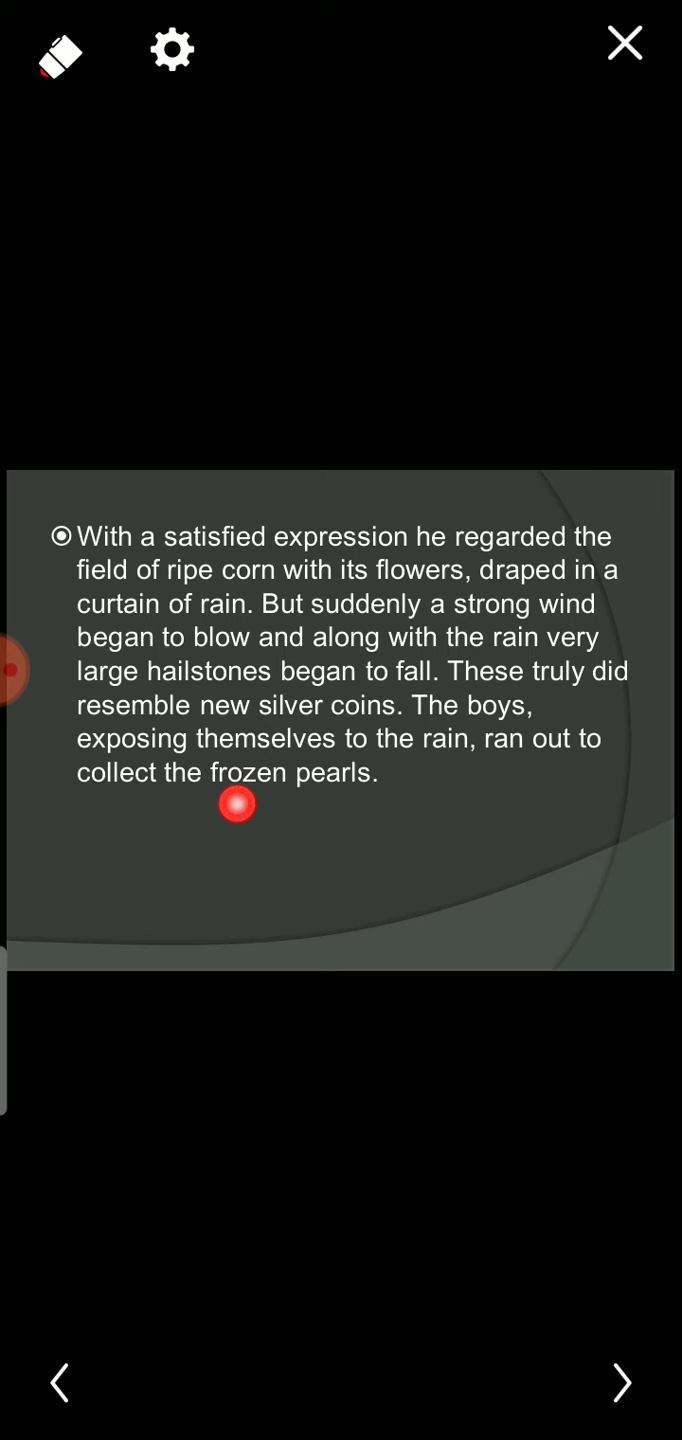 With a satisfied expression he regarded the
field of ripe corn with its flowers, draped in a
curtain of rain. But suddenly a strong wind
began to blow and along with the rain very
large hailstones began to fall. These truly did
resemble new silver coins. The boys,
exposing themselves to the rain, ran out to
collect the frozen pearls.